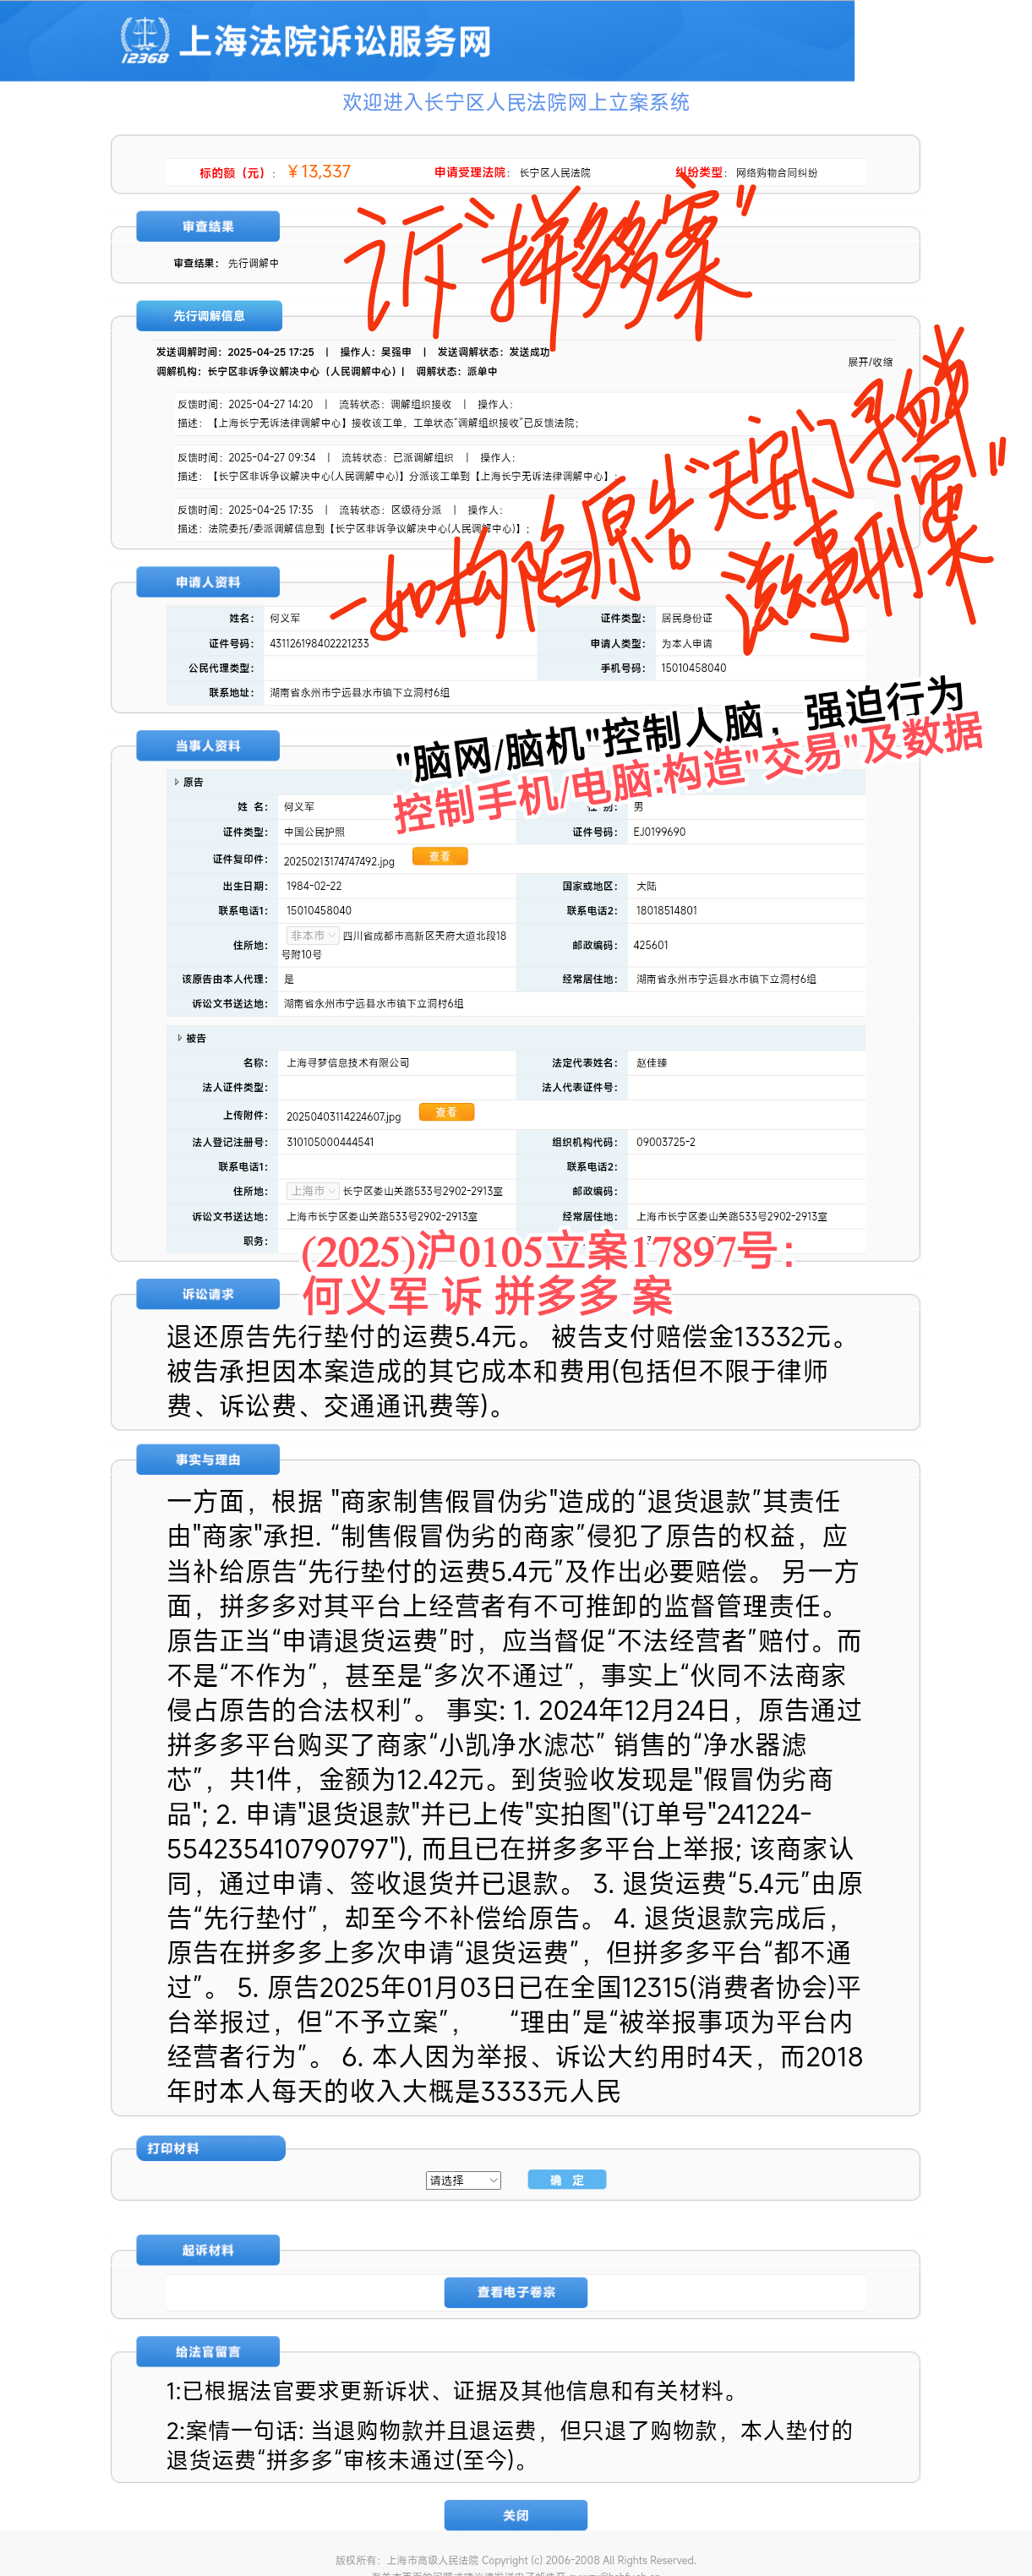 12368 上海法院诉讼服务网
欢迎进入长宁区人民法院网上立案系统
标的额（元）： ￥13,337 申请受理法院： 长宁区人民法院 纠纷类型： 网络购物合同纠纷
诉“拼多多案”
审查结果
审查结果： 先行调解中
先行调解信息
发送调解时间：2025-04-25 17:25 | 操作人：吴强申 | 发送调解状态：发送成功
展开/收缩
调解机构：长宁区非诉争议解决中心（人民调解中心）| 调解状态：派单中
反馈时间：2025-04-27 14:20 | 流转状态：调解组织接收 | 操作人：
描述：【上海长宁无诉法律调解中心】接收该工单，工单状态“调解组织接收”已反馈法院；
反馈时间：2025-04-27 09:34 | 流转状态：已派调解组织 | 操作人：
描述：【长宁区非诉争议解决中心(人民调解中心)】分派该工单到【上海长宁无诉法律调解中心】；
反馈时间：2025-04-25 17:35 | 流转状态：区级待分派 | 操作人：
描述：法院委托/委派调解信息到【长宁区非诉争议解决中心(人民调解中心)】；
一如构陷原告“天安门
刑案”
申请人资料
姓名： 何义军 证件类型： 居民身份证
证件号码： 431126198402221233 申请人类型： 为本人申请
公民代理类型： 手机号码： 15010458040
联系地址： 湖南省永州市宁远县水市镇下立洞村6组
"脑网/脑机"控制人脑，强迫行为
控制手机/电脑:构造"交易"及数据
当事人资料
原告
姓 名： 何义军 性 别： 男
证件类型： 中国公民护照 证件号码： EJ0199690
证件复印件： 20250213174747492.jpg 查看
出生日期： 1984-02-22 国家或地区： 大陆
联系电话1： 15010458040 联系电话2： 18018514801
住所地： 非本市 四川省成都市高新区天府大道北段18号附10号 邮政编码： 425601
该原告由本人代理： 是 经常居住地： 湖南省永州市宁远县水市镇下立洞村6组
诉讼文书送达地： 湖南省永州市宁远县水市镇下立洞村6组
被告
名称： 上海寻梦信息技术有限公司 法定代表姓名： 赵佳臻
法人证件类型： 法人代表证件号：
上传附件： 20250403114224607.jpg 查看
法人登记注册号： 310105000444541 组织机构代码： 09003725-2
联系电话1： 联系电话2：
住所地： 上海市 长宁区娄山关路533号2902-2913室 邮政编码：
诉讼文书送达地： 上海市长宁区娄山关路533号2902-2913室 经常居住地： 上海市长宁区娄山关路533号2902-2913室
职务：
(2025)沪0105立案17897号：
何义军 诉 拼多多 案
诉讼请求
退还原告先行垫付的运费5.4元。 被告支付赔偿金13332元。
被告承担因本案造成的其它成本和费用(包括但不限于律师
费、诉讼费、交通通讯费等)。
事实与理由
一方面，根据 "商家制售假冒伪劣"造成的“退货退款”其责任
由"商家"承担. “制售假冒伪劣的商家”侵犯了原告的权益，应
当补给原告“先行垫付的运费5.4元”及作出必要赔偿。 另一方
面，拼多多对其平台上经营者有不可推卸的监督管理责任。
原告正当“申请退货运费”时，应当督促“不法经营者”赔付。而
不是“不作为”，甚至是“多次不通过”，事实上“伙同不法商家
侵占原告的合法权利”。 事实: 1. 2024年12月24日，原告通过
拼多多平台购买了商家“小凯净水滤芯” 销售的“净水器滤
芯”，共1件，金额为12.42元。到货验收发现是"假冒伪劣商
品"; 2. 申请"退货退款"并已上传"实拍图"(订单号"241224-
554235410790797"), 而且已在拼多多平台上举报; 该商家认
同，通过申请、签收退货并已退款。 3. 退货运费“5.4元”由原
告“先行垫付”，却至今不补偿给原告。 4. 退货退款完成后，
原告在拼多多上多次申请“退货运费”，但拼多多平台“都不通
过”。 5. 原告2025年01月03日已在全国12315(消费者协会)平
台举报过，但“不予立案”， “理由”是“被举报事项为平台内
经营者行为”。 6. 本人因为举报、诉讼大约用时4天，而2018
年时本人每天的收入大概是3333元人民
打印材料
请选择 确 定
起诉材料
查看电子卷宗
给法官留言
1:已根据法官要求更新诉状、证据及其他信息和有关材料。
2:案情一句话: 当退购物款并且退运费，但只退了购物款，本人垫付的
退货运费“拼多多“审核未通过(至今)。
关闭
版权所有：上海市高级人民法院 Copyright (c) 2006-2008 All Rights Reserved.